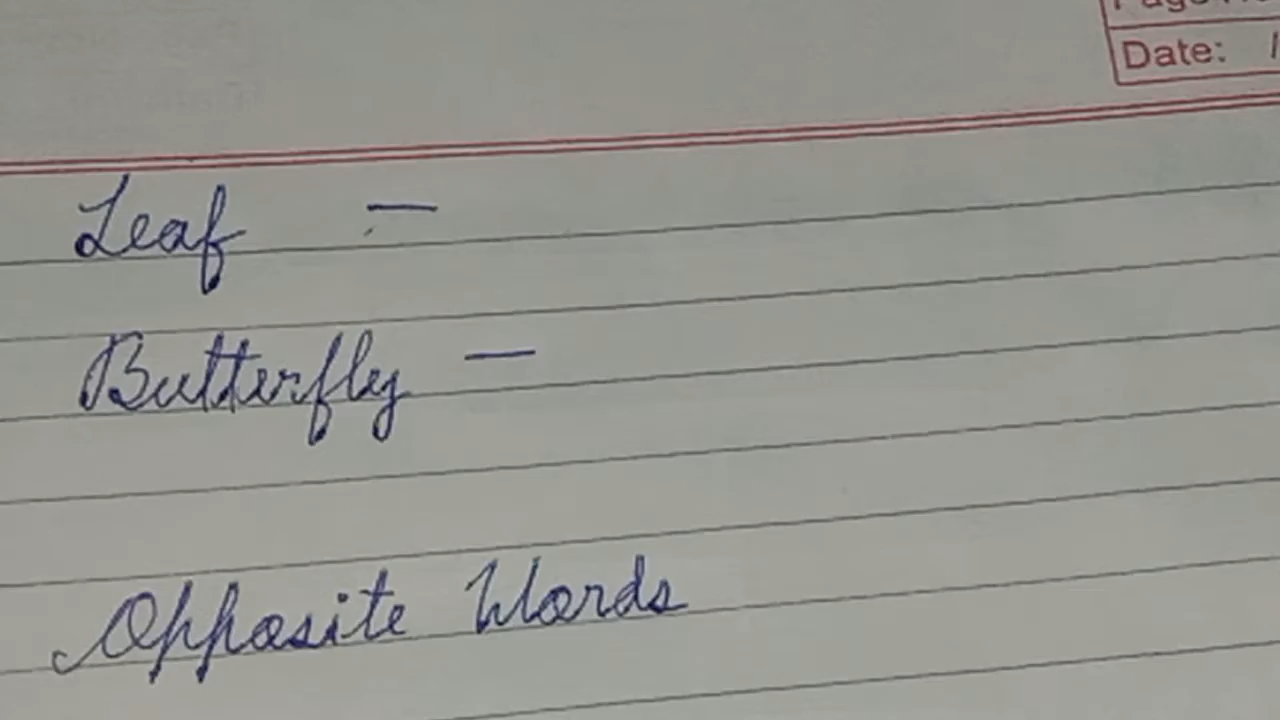 Date:
Leaf —
Butterfly —
Opposite Words